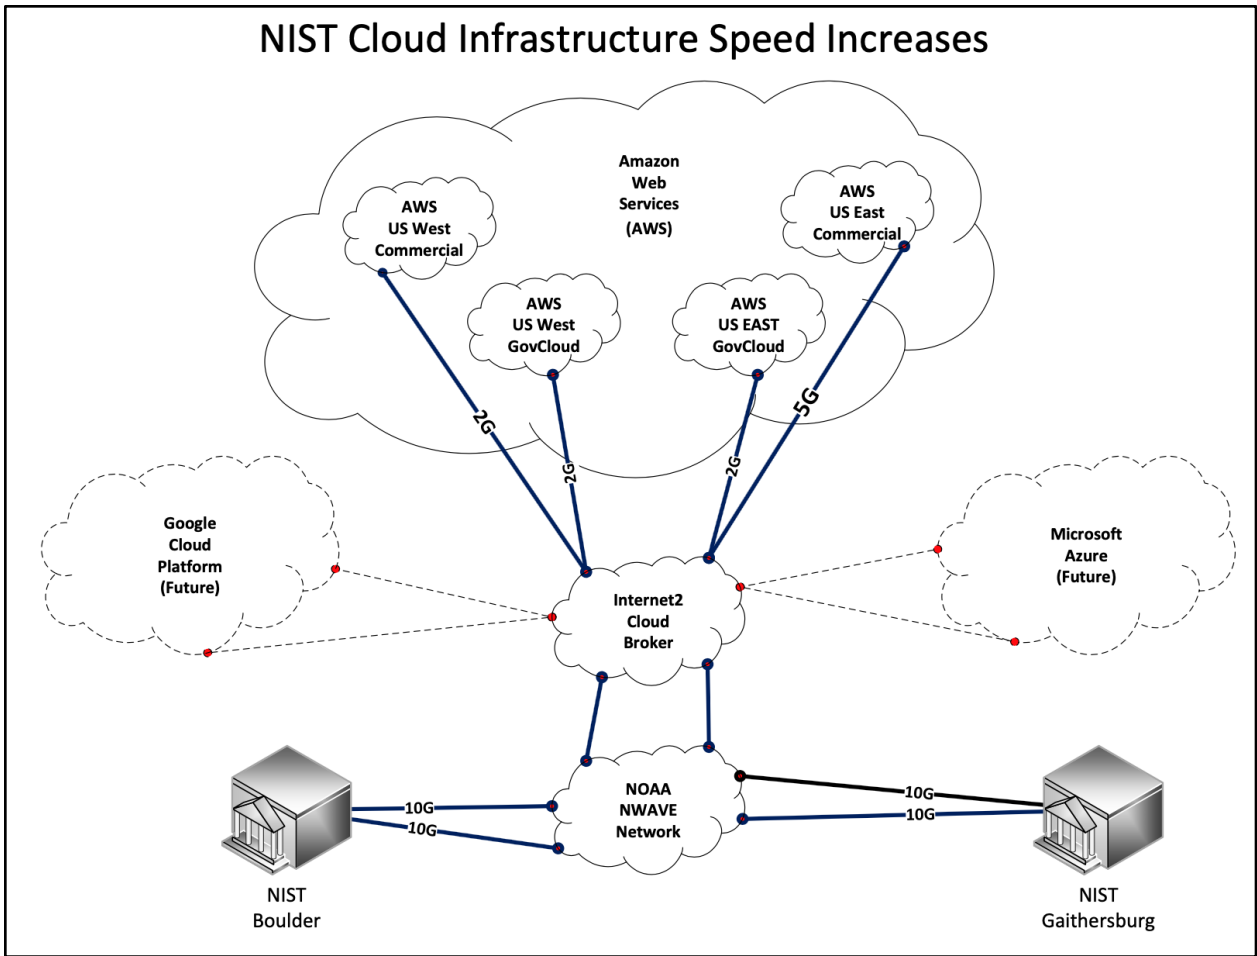 NIST Cloud Infrastructure Speed Increases
Amazon
Web
Services
(AWS)
AWS
US West
Commercial
AWS
US East
Commercial
AWS
US West
GovCloud
AWS
US EAST
GovCloud
2G
2G
2G
5G
Google
Cloud
Platform
(Future)
Microsoft
Azure
(Future)
Internet2
Cloud
Broker
NOAA
NWAVE
Network
10G
10G
10G
10G
NIST
Boulder
NIST
Gaithersburg